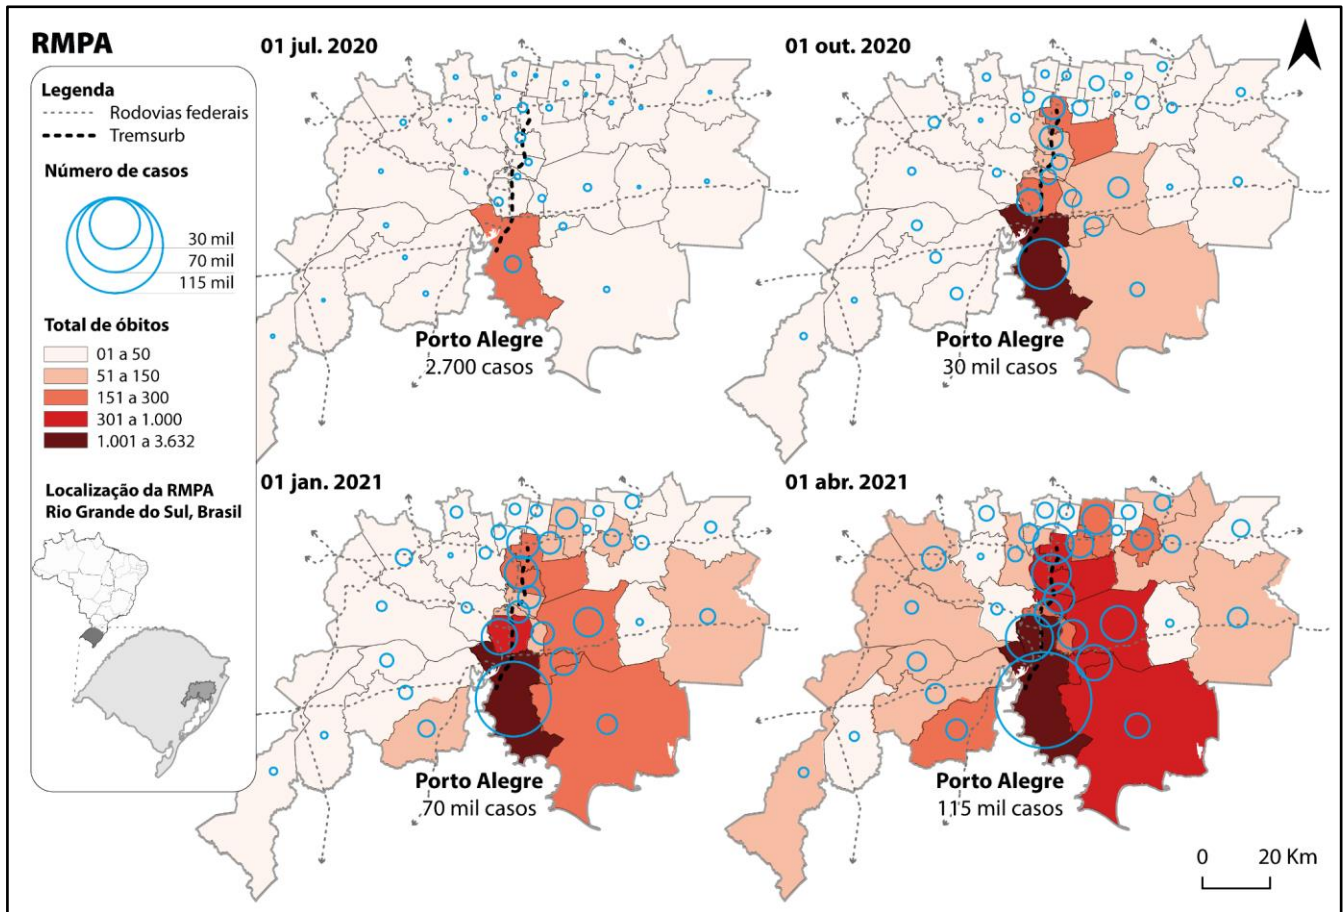 RMPA
Legenda
Rodovias federais
Tremsurb
Número de casos
30 mil
70 mil
115 mil
Total de óbitos
01 a 50
51 a 150
151 a 300
301 a 1.000
1.001 a 3.632
Localização da RMPA
Rio Grande do Sul, Brasil
01 jul. 2020
Porto Alegre
2.700 casos
01 out. 2020
Porto Alegre
30 mil casos
01 jan. 2021
Porto Alegre
70 mil casos
01 abr. 2021
Porto Alegre
115 mil casos
0 20 Km